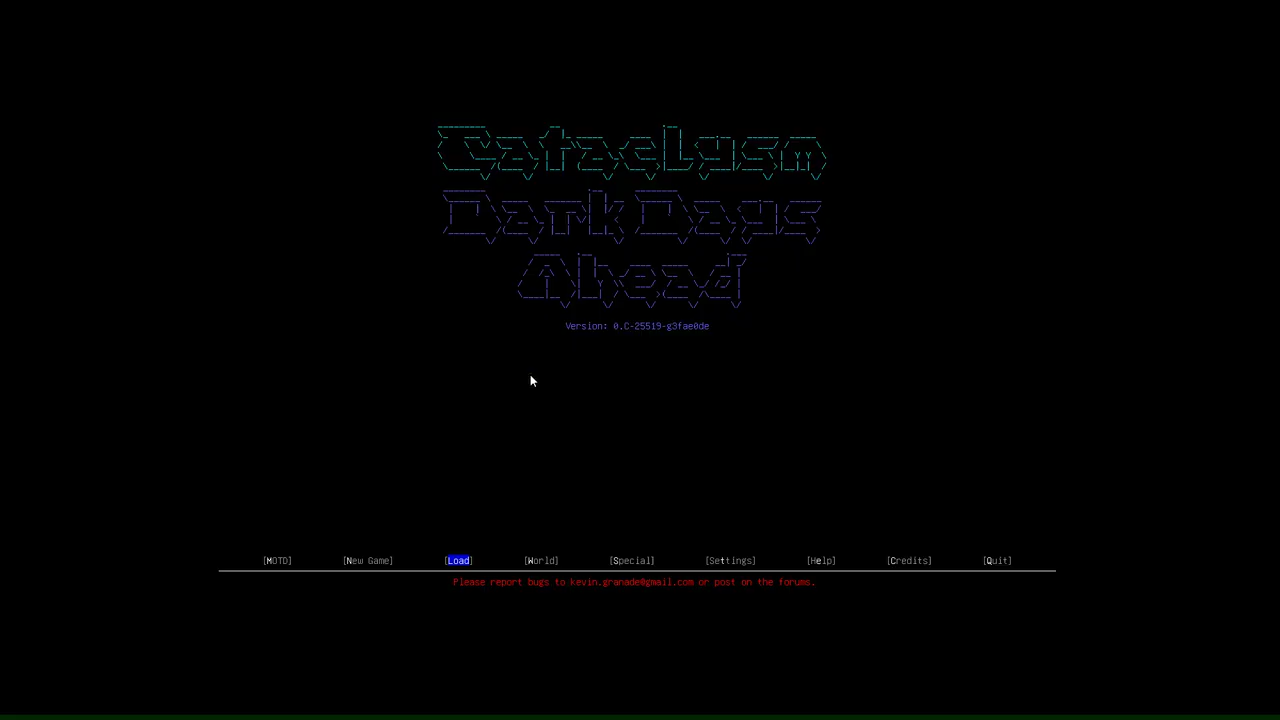 Cataclysm
Dark Days
Ahead
Version: 0.C-25519-g3fae0de
[MOTD] [New Game] [Load] [World] [Special] [Settings] [Help] [Credits] [Quit]
Please report bugs to kevin.granade@gmail.com or post on the forums.